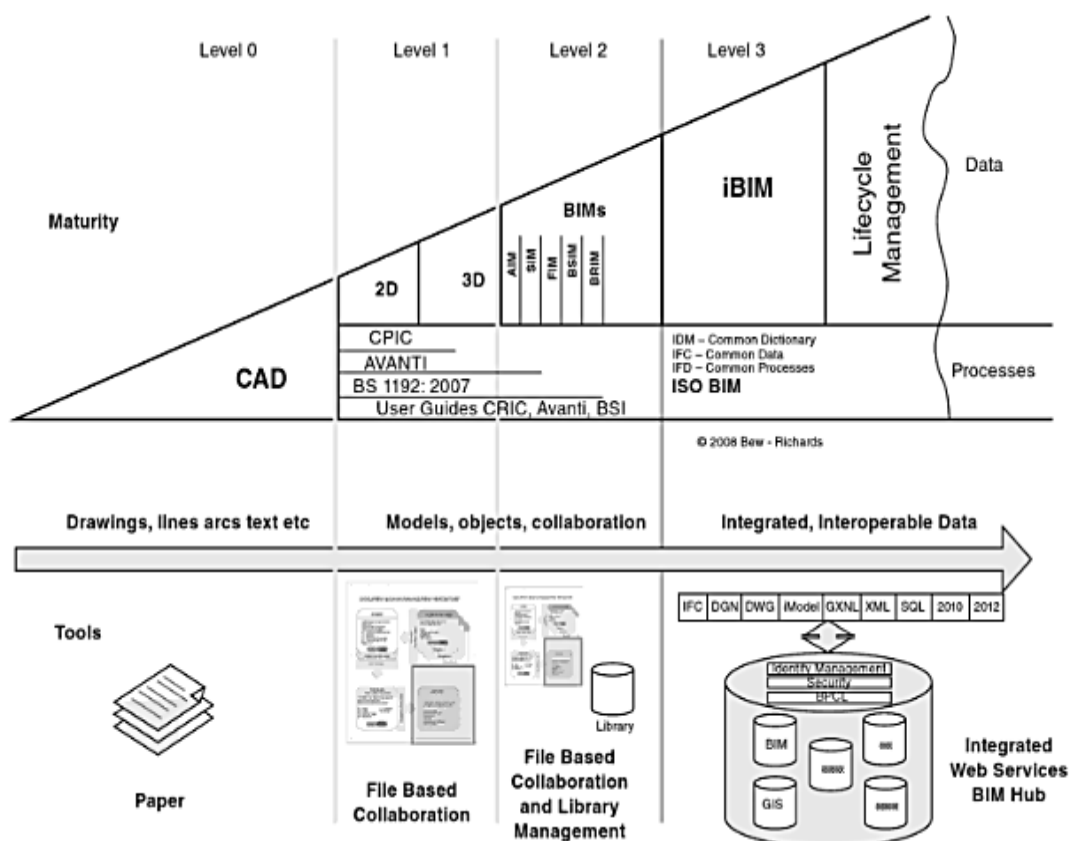 Level 0
Level 1
Level 2
Level 3
Maturity
CAD
2D
3D
BIMs
AIM
SIM
FIM
BSIM
BRIM
iBIM
Lifecycle
Management
Data
CPIC
AVANTI
BS 1192: 2007
User Guides CRIC, Avanti, BSI
IDM – Common Dictionary
IFC – Common Data
IFD – Common Processes
ISO BIM
Processes
© 2008 Bew - Richards
Drawings, lines arcs text etc
Models, objects, collaboration
Integrated, Interoperable Data
Tools
Paper
File Based
Collaboration
Library
File Based
Collaboration
and Library
Management
IFC DGN DWG iModel GXNL XML SQL 2010 2012
Identify Management
Security
BPCL
BIM
GIS
Integrated
Web Services
BIM Hub